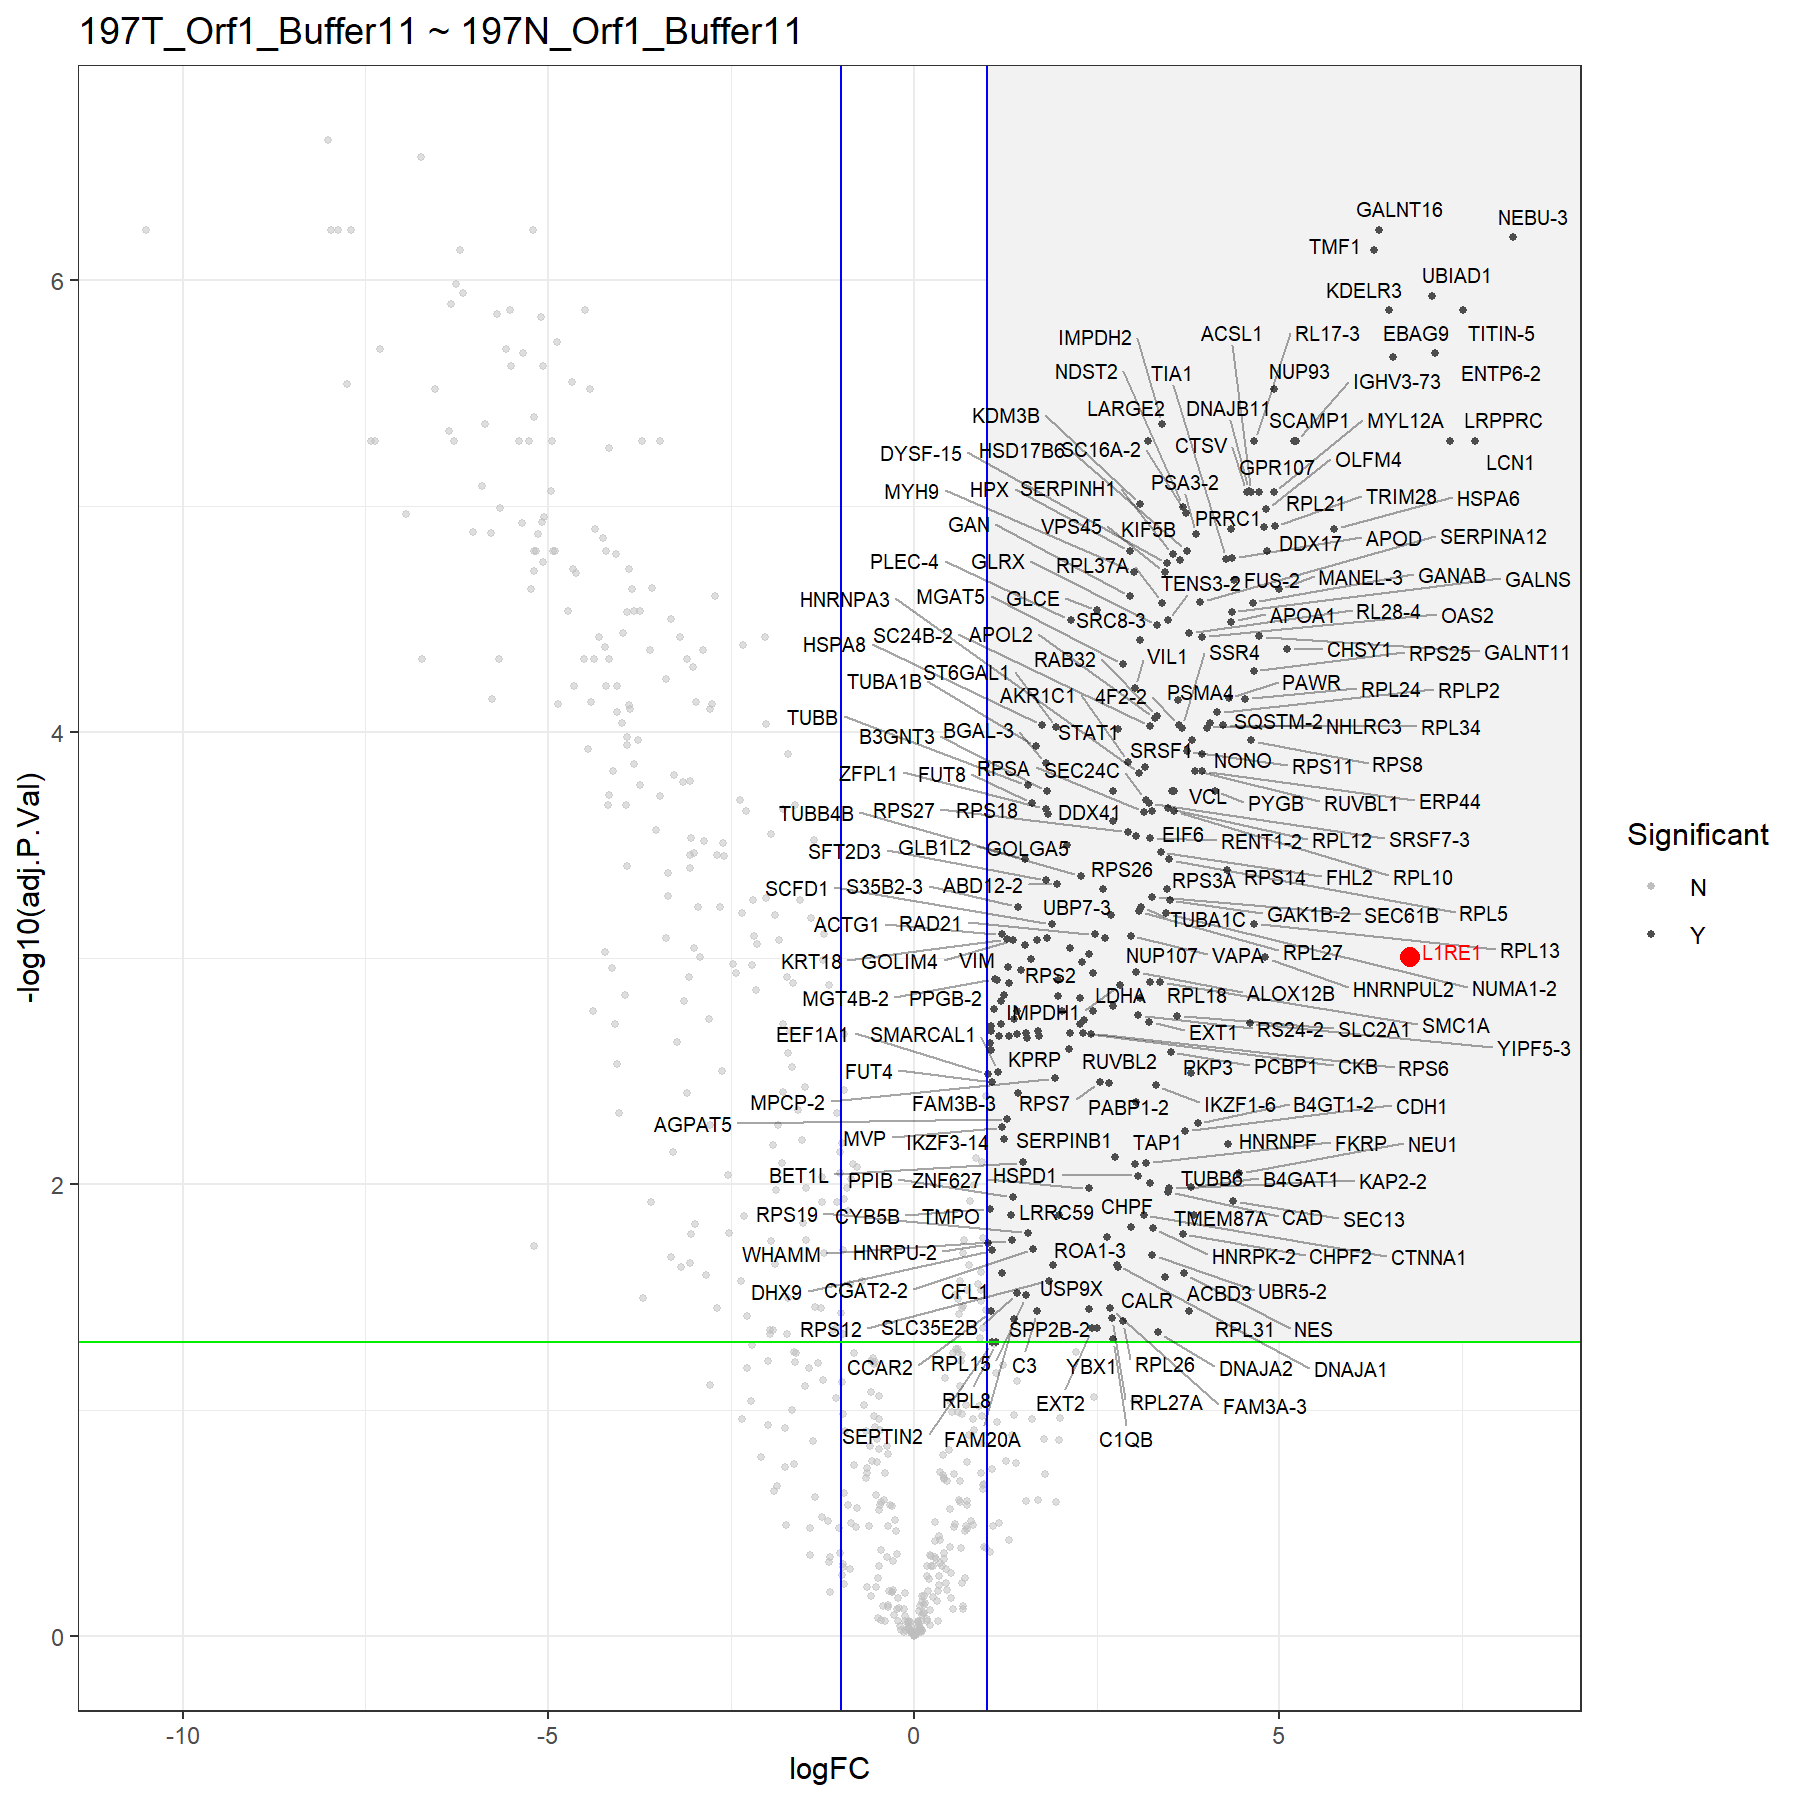 197T_Orf1_Buffer11 ~ 197N_Orf1_Buffer11
GALNT16
NEBU-3
TMF1
UBIAD1
KDELR3
IMPDH2
ACSL1
RL17-3
EBAG9
TITIN-5
NDST2
TIA1
NUP93
IGHV3-73
ENTP6-2
KDM3B
LARGE2
DNAJB11
SCAMP1
MYL12A
LRPPRC
DYSF-15
HSD17B6
SC16A-2
CTSV
GPR107
OLFM4
LCN1
MYH9
HPX
SERPINH1
PSA3-2
RPL21
TRIM28
HSPA6
GAN
VPS45
KIF5B
PRRC1
DDX17
APOD
SERPINA12
PLEC-4
GLRX
RPL37A
TENS3-2
FUS-2
MANEL-3
GANAB
GALNS
HNRNPA3
MGAT5
GLCE
SRC8-3
APOA1
RL28-4
OAS2
HSPA8
SC24B-2
APOL2
RAB32
VIL1
SSR4
CHSY1
RPS25
GALNT11
TUBA1B
ST6GAL1
AKR1C1
4F2-2
PSMA4
PAWR
RPL24
RPLP2
TUBB
B3GNT3
BGAL-3
STAT1
SRSF1
SQSTM-2
NHLRC3
RPL34
ZFPL1
FUT8
RPSA
SEC24C
NONO
RPS11
RPS8
TUBB4B
RPS27
RPS18
DDX41
VCL
PYGB
RUVBL1
ERP44
SFT2D3
GLB1L2
GOLGA5
EIF6
RENT1-2
RPL12
SRSF7-3
SCFD1
S35B2-3
ABD12-2
RPS26
RPS3A
RPS14
FHL2
RPL10
ACTG1
RAD21
UBP7-3
TUBA1C
GAK1B-2
SEC61B
RPL5
KRT18
GOLIM4
VIM
NUP107
VAPA
RPL27
L1RE1
RPL13
MGT4B-2
PPGB-2
RPS2
LDHA
RPL18
ALOX12B
HNRNPUL2
NUMA1-2
EEF1A1
SMARCAL1
IMPDH1
EXT1
RS24-2
SLC2A1
SMC1A
YIPF5-3
FUT4
KPRP
RUVBL2
PKP3
PCBP1
CKB
RPS6
MPCP-2
FAM3B-3
RPS7
PABP1-2
IKZF1-6
B4GT1-2
CDH1
AGPAT5
MVP
IKZF3-14
SERPINB1
TAP1
HNRNPF
FKRP
NEU1
BET1L
PPIB
ZNF627
HSPD1
TUBB6
B4GAT1
KAP2-2
RPS19
CYB5B
TMPO
LRRC59
CHPF
TMEM87A
CAD
SEC13
WHAMM
HNRPU-2
ROA1-3
HNRPK-2
CHPF2
CTNNA1
DHX9
CGAT2-2
CFL1
USP9X
CALR
ACBD3
UBR5-2
RPS12
SLC35E2B
SPP2B-2
RPL31
NES
CCAR2
RPL15
C3
YBX1
RPL26
DNAJA2
DNAJA1
RPL8
EXT2
RPL27A
FAM3A-3
SEPTIN2
FAM20A
C1QB
6
4
2
0
-10
-5
0
5
logFC
-log10(adj.P.Val)
Significant
N
Y